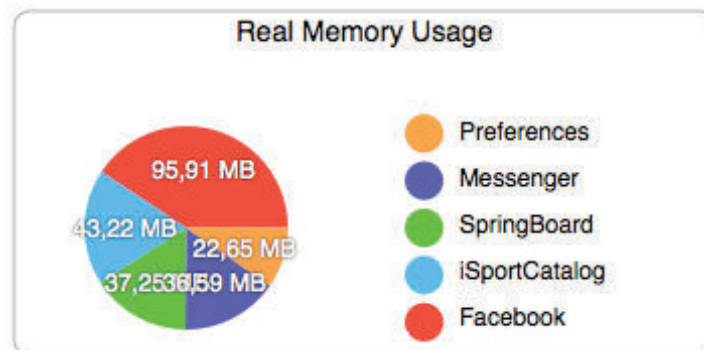 Real Memory Usage
95,91 MB
Preferences
Messenger
43,22 MB
SpringBoard
22,65 MB
iSportCatalog
37,25
36,59 MB
Facebook